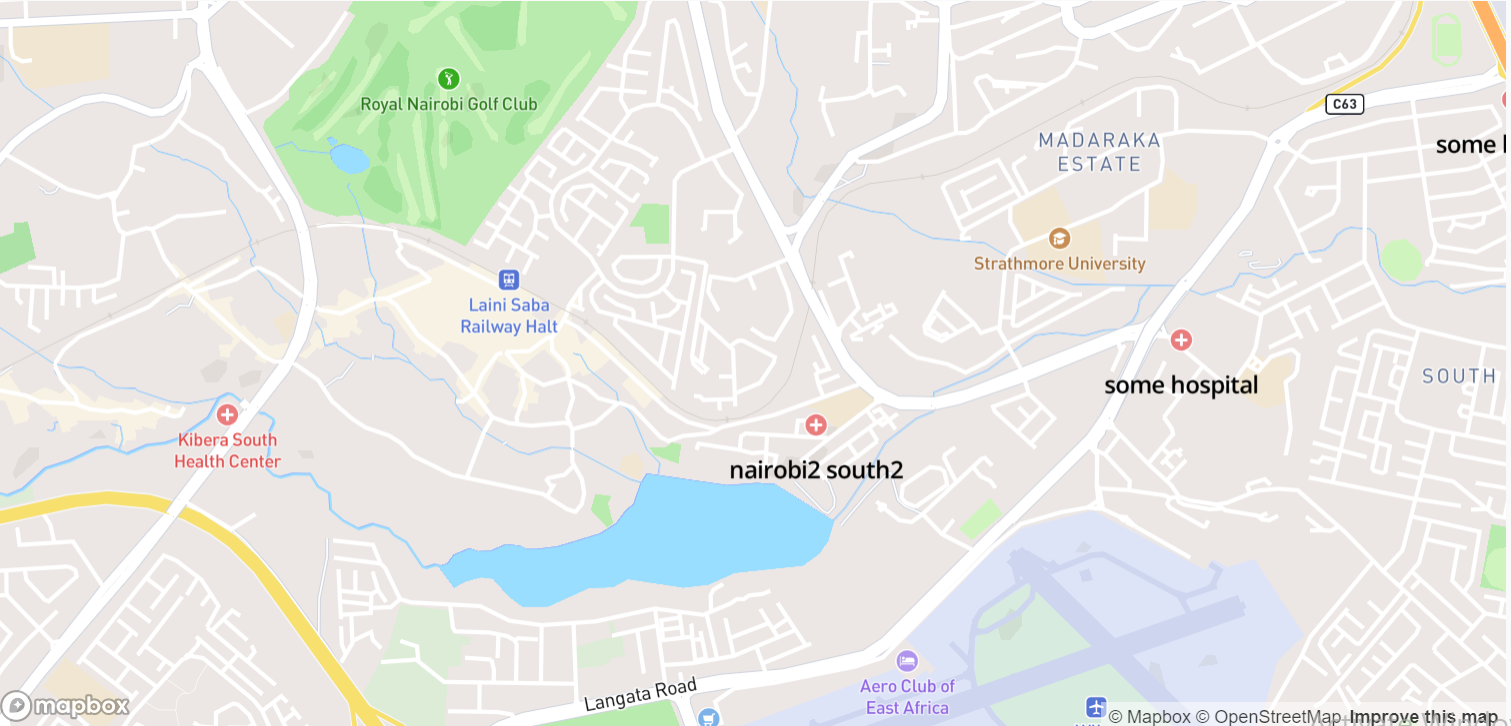 Royal Nairobi Golf Club
C63
MADARAKA
ESTATE
some
Strathmore University
Laini Saba
Railway Halt
some hospital
SOUTH
Kibera South
Health Center
nairobi2 south2
Langata Road
Aero Club of
East Africa
mapbox
© Mapbox © OpenStreetMap Improve this map